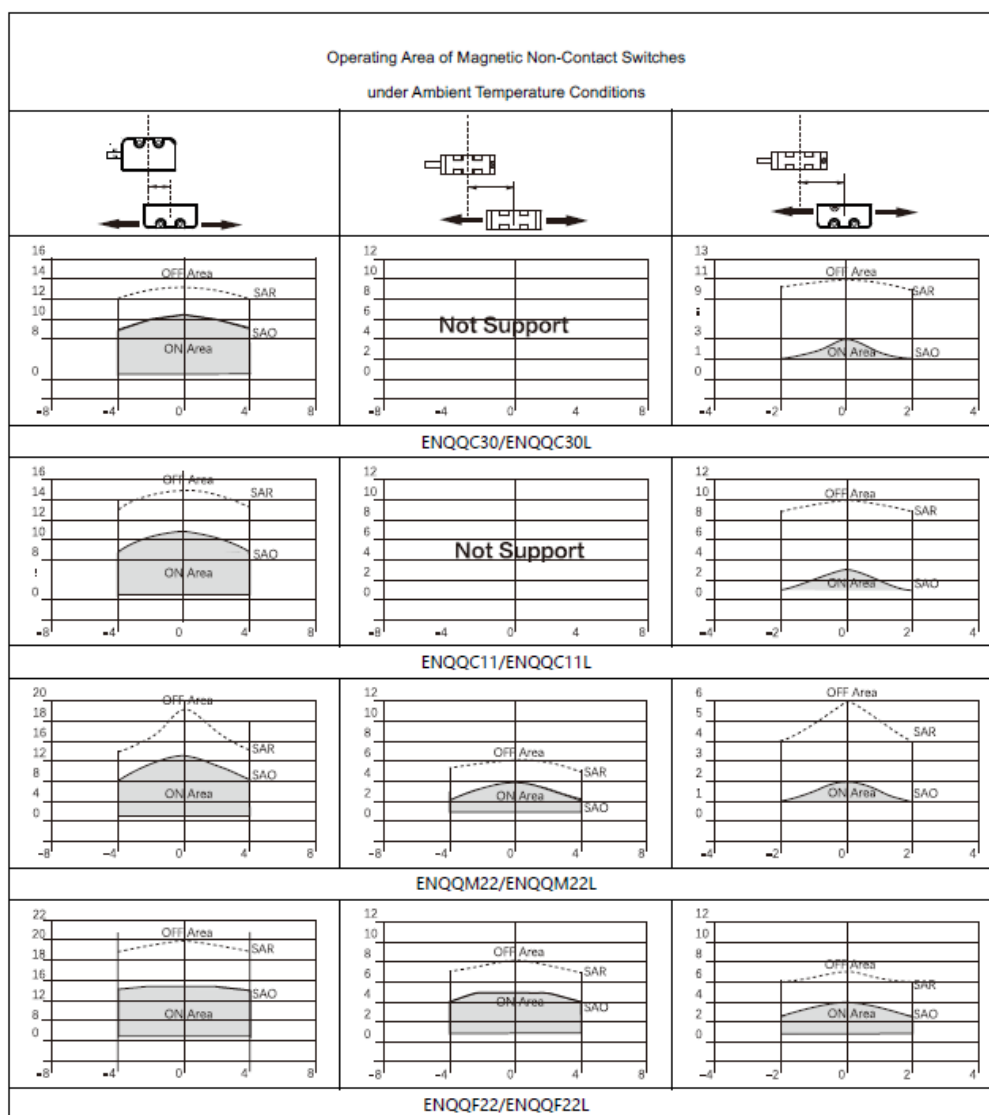 Operating Area of Magnetic Non-Contact Switches
under Ambient Temperature Conditions
16
14
12
10
8
0
OFF Area
SAR
SAO
ON Area
-8
-4
0
4
8
12
10
8
6
4
2
0
Not Support
-8
-4
0
4
8
13
11
9
3
1
0
OFF Area
SAR
ON Area
SAO
-4
-2
0
2
4
ENQQC30/ENQQC30L
16
14
12
10
8
!
0
OFF Area
SAR
SAO
ON Area
-8
-4
0
4
8
12
10
8
6
4
2
0
Not Support
-8
-4
0
4
8
12
10
8
6
4
2
0
OFF Area
SAR
ON Area
SAO
-4
-2
0
2
4
ENQQC11/ENQQC11L
20
18
16
12
8
4
0
OFF Area
SAR
SAO
ON Area
-8
-4
0
4
8
12
10
8
6
4
2
0
OFF Area
SAR
ON Area
SAO
-8
-4
0
4
8
6
5
4
3
2
1
0
OFF Area
SAR
ON Area
SAO
-4
-2
0
2
4
ENQQM22/ENQQM22L
22
20
18
16
12
8
0
OFF Area
SAR
SAO
ON Area
-8
-4
0
4
8
12
10
8
6
4
2
0
OFF Area
SAR
ON Area
SAO
-8
-4
0
4
8
12
10
8
6
4
2
0
OFF Area
SAR
ON Area
SAO
-4
-2
0
2
4
ENQQF22/ENQQF22L